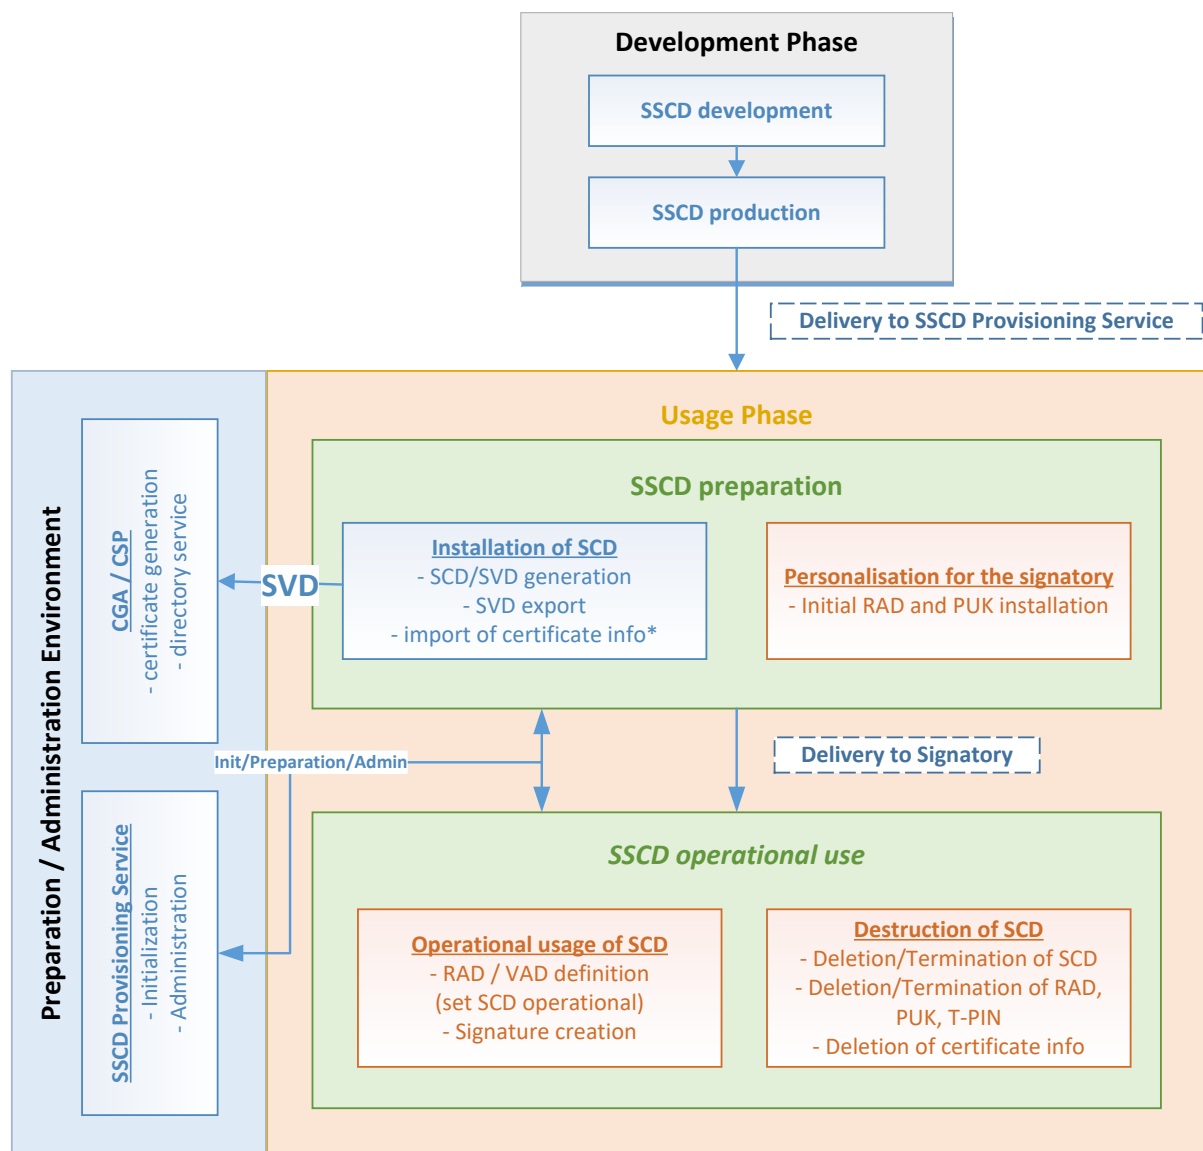 Development Phase
SSCD development
SSCD production
Delivery to SSCD Provisioning Service
Preparation / Administration Environment
CGA / CSP
- certificate generation
- directory service
SSCD Provisioning Service
- Initialization
- Administration
Usage Phase
SSCD preparation
Installation of SCD
- SCD/SVD generation
- SVD export
- import of certificate info*
Personalisation for the signatory
- Initial RAD and PUK installation
SVD
Init/Preparation/Admin
Delivery to Signatory
SSCD operational use
Operational usage of SCD
- RAD / VAD definition
(set SCD operational)
- Signature creation
Destruction of SCD
- Deletion/Termination of SCD
- Deletion/Termination of RAD,
PUK, T-PIN
- Deletion of certificate info